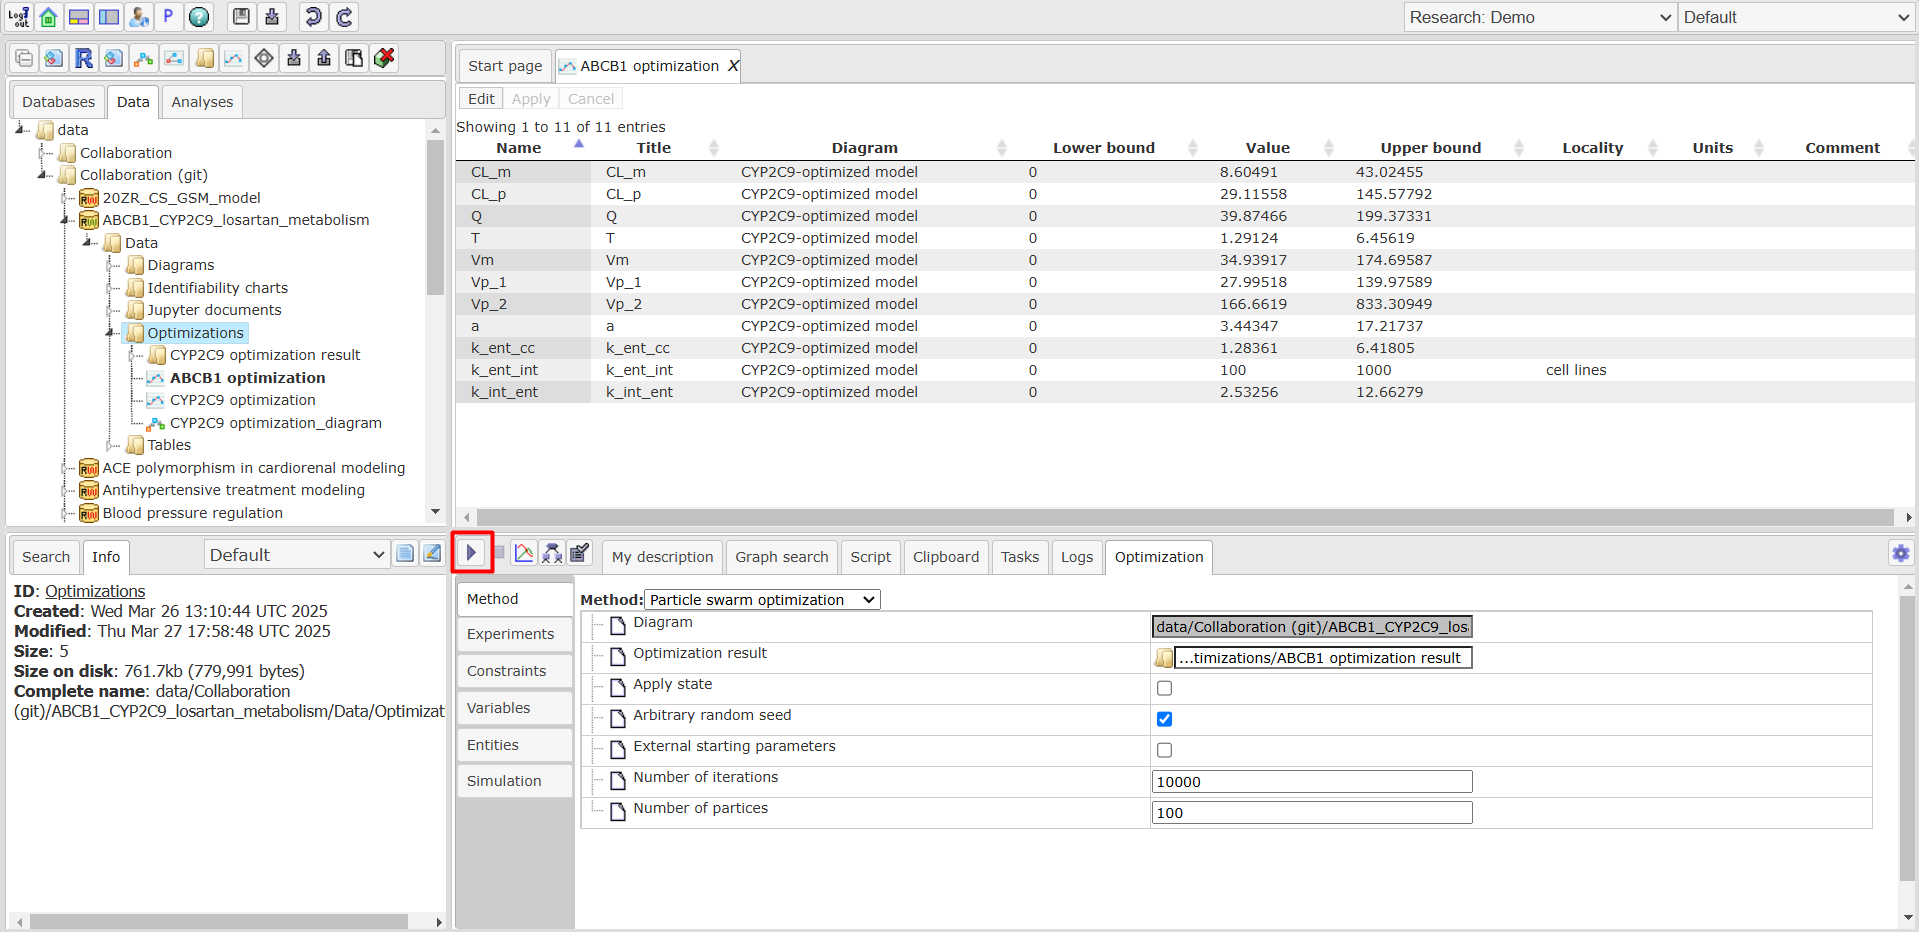 Log out
P
?
Research: Demo
Default
R
Databases
Data
Analyses
data
Collaboration
Collaboration (git)
20ZR_CS_GSM_model
ABCB1_CYP2C9_losartan_metabolism
Data
Diagrams
Identifiability charts
Jupyter documents
Optimizations
CYP2C9 optimization result
ABCB1 optimization
CYP2C9 optimization
CYP2C9 optimization_diagram
Tables
ACE polymorphism in cardiorenal modeling
Antihypertensive treatment modeling
Blood pressure regulation
Start page
ABCB1 optimization X
Edit Apply Cancel
Showing 1 to 11 of 11 entries
Name Title Diagram Lower bound Value Upper bound Locality Units Comment
CL_m CL_m CYP2C9-optimized model 0 8.60491 43.02455
CL_p CL_p CYP2C9-optimized model 0 29.11558 145.57792
Q Q CYP2C9-optimized model 0 39.87466 199.37331
T T CYP2C9-optimized model 0 1.29124 6.45619
Vm Vm CYP2C9-optimized model 0 34.93917 174.69587
Vp_1 Vp_1 CYP2C9-optimized model 0 27.99518 139.97589
Vp_2 Vp_2 CYP2C9-optimized model 0 166.6619 833.30949
a a CYP2C9-optimized model 0 3.44347 17.21737
k_ent_cc k_ent_cc CYP2C9-optimized model 0 1.28361 6.41805
k_ent_int k_ent_int CYP2C9-optimized model 0 100 1000 cell lines
k_int_ent k_int_ent CYP2C9-optimized model 0 2.53256 12.66279
Search
Info
Default
ID: Optimizations
Created: Wed Mar 26 13:10:44 UTC 2025
Modified: Thu Mar 27 17:58:48 UTC 2025
Size: 5
Size on disk: 761.7kb (779,991 bytes)
Complete name: data/Collaboration
(git)/ABCB1_CYP2C9_losartan_metabolism/Data/Optimizat
My description
Graph search
Script
Clipboard
Tasks
Logs
Optimization
Method
Experiments
Constraints
Variables
Entities
Simulation
Method: Particle swarm optimization
Diagram data/Collaboration (git)/ABCB1_CYP2C9_los
Optimization result ...timizations/ABCB1 optimization result
Apply state
Arbitrary random seed
External starting parameters
Number of iterations 10000
Number of partices 100